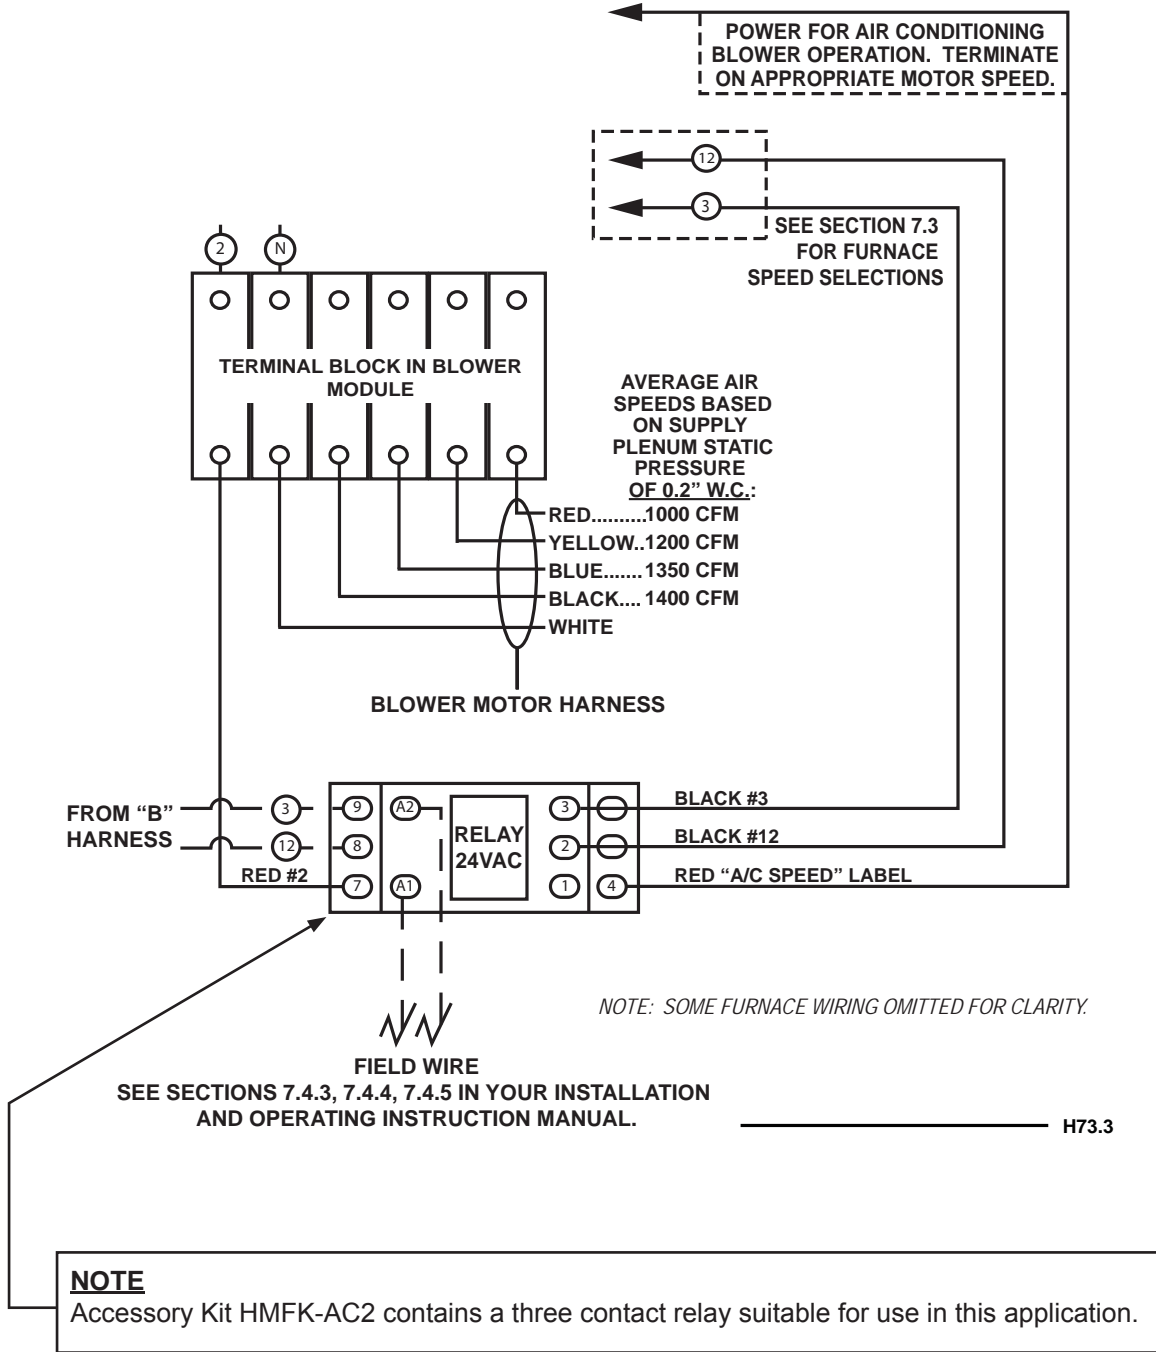 POWER FOR AIR CONDITIONING
BLOWER OPERATION. TERMINATE
ON APPROPRIATE MOTOR SPEED.
12
3
SEE SECTION 7.3
FOR FURNACE
SPEED SELECTIONS
2
N
TERMINAL BLOCK IN BLOWER
MODULE
AVERAGE AIR
SPEEDS BASED
ON SUPPLY
PLENUM STATIC
PRESSURE
OF 0.2” W.C.:
RED..........1000 CFM
YELLOW..1200 CFM
BLUE.......1350 CFM
BLACK....1400 CFM
WHITE
BLOWER MOTOR HARNESS
FROM “B”
HARNESS
3
12
RED #2
9
8
7
A2
A1
RELAY
24VAC
3
2
1
4
BLACK #3
BLACK #12
RED “A/C SPEED” LABEL
NOTE: SOME FURNACE WIRING OMITTED FOR CLARITY.
FIELD WIRE
SEE SECTIONS 7.4.3, 7.4.4, 7.4.5 IN YOUR INSTALLATION
AND OPERATING INSTRUCTION MANUAL.
H73.3
NOTE
Accessory Kit HMFK-AC2 contains a three contact relay suitable for use in this application.